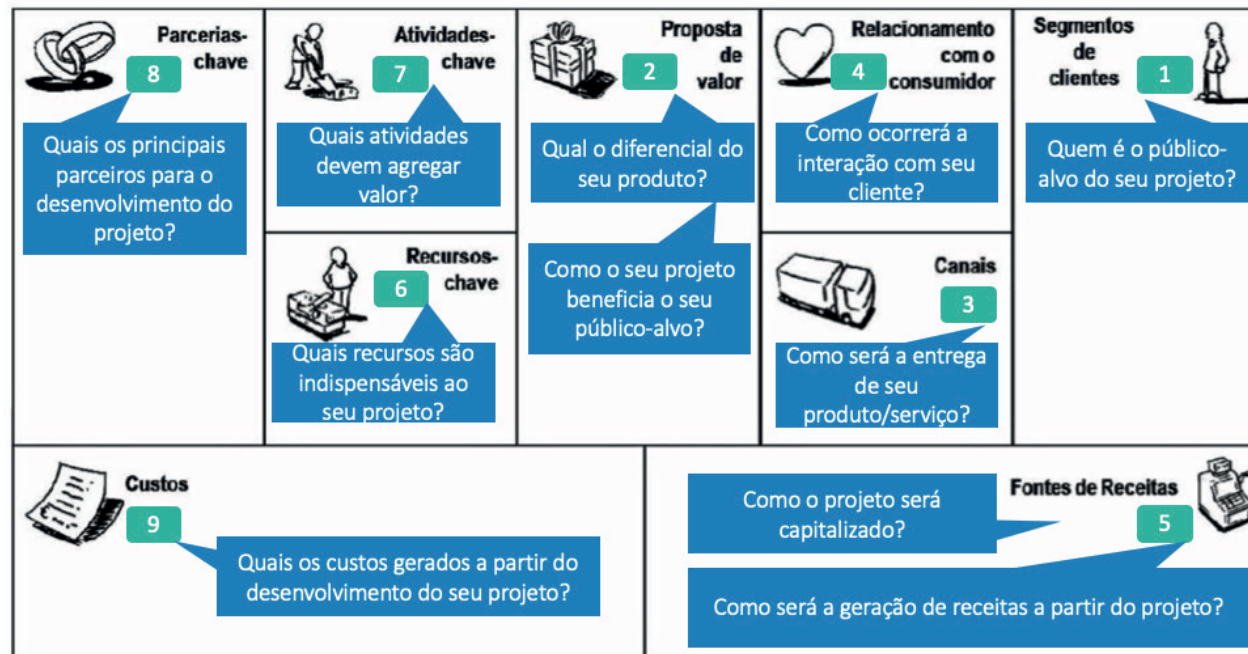 Parcerias-
chave
8
Quais os principais
parceiros para o
desenvolvimento do
projeto?
Atividades-
chave
7
Quais atividades
devem agregar
valor?
Recursos-
chave
6
Quais recursos são
indispensáveis ao
seu projeto?
Proposta
de
valor
2
Qual o diferencial do
seu produto?
Como o seu projeto
beneficia o seu
público-alvo?
Relacionamento
com o
consumidor
4
Como ocorrerá a
interação com seu
cliente?
Canais
3
Como será a entrega
de seu
produto/serviço?
Segmentos
de
clientes
1
Quem é o público-
alvo do seu projeto?
Custos
9
Quais os custos gerados a partir do
desenvolvimento do seu projeto?
Fontes de Receitas
5
Como o projeto será
capitalizado?
Como será a geração de receitas a partir do projeto?